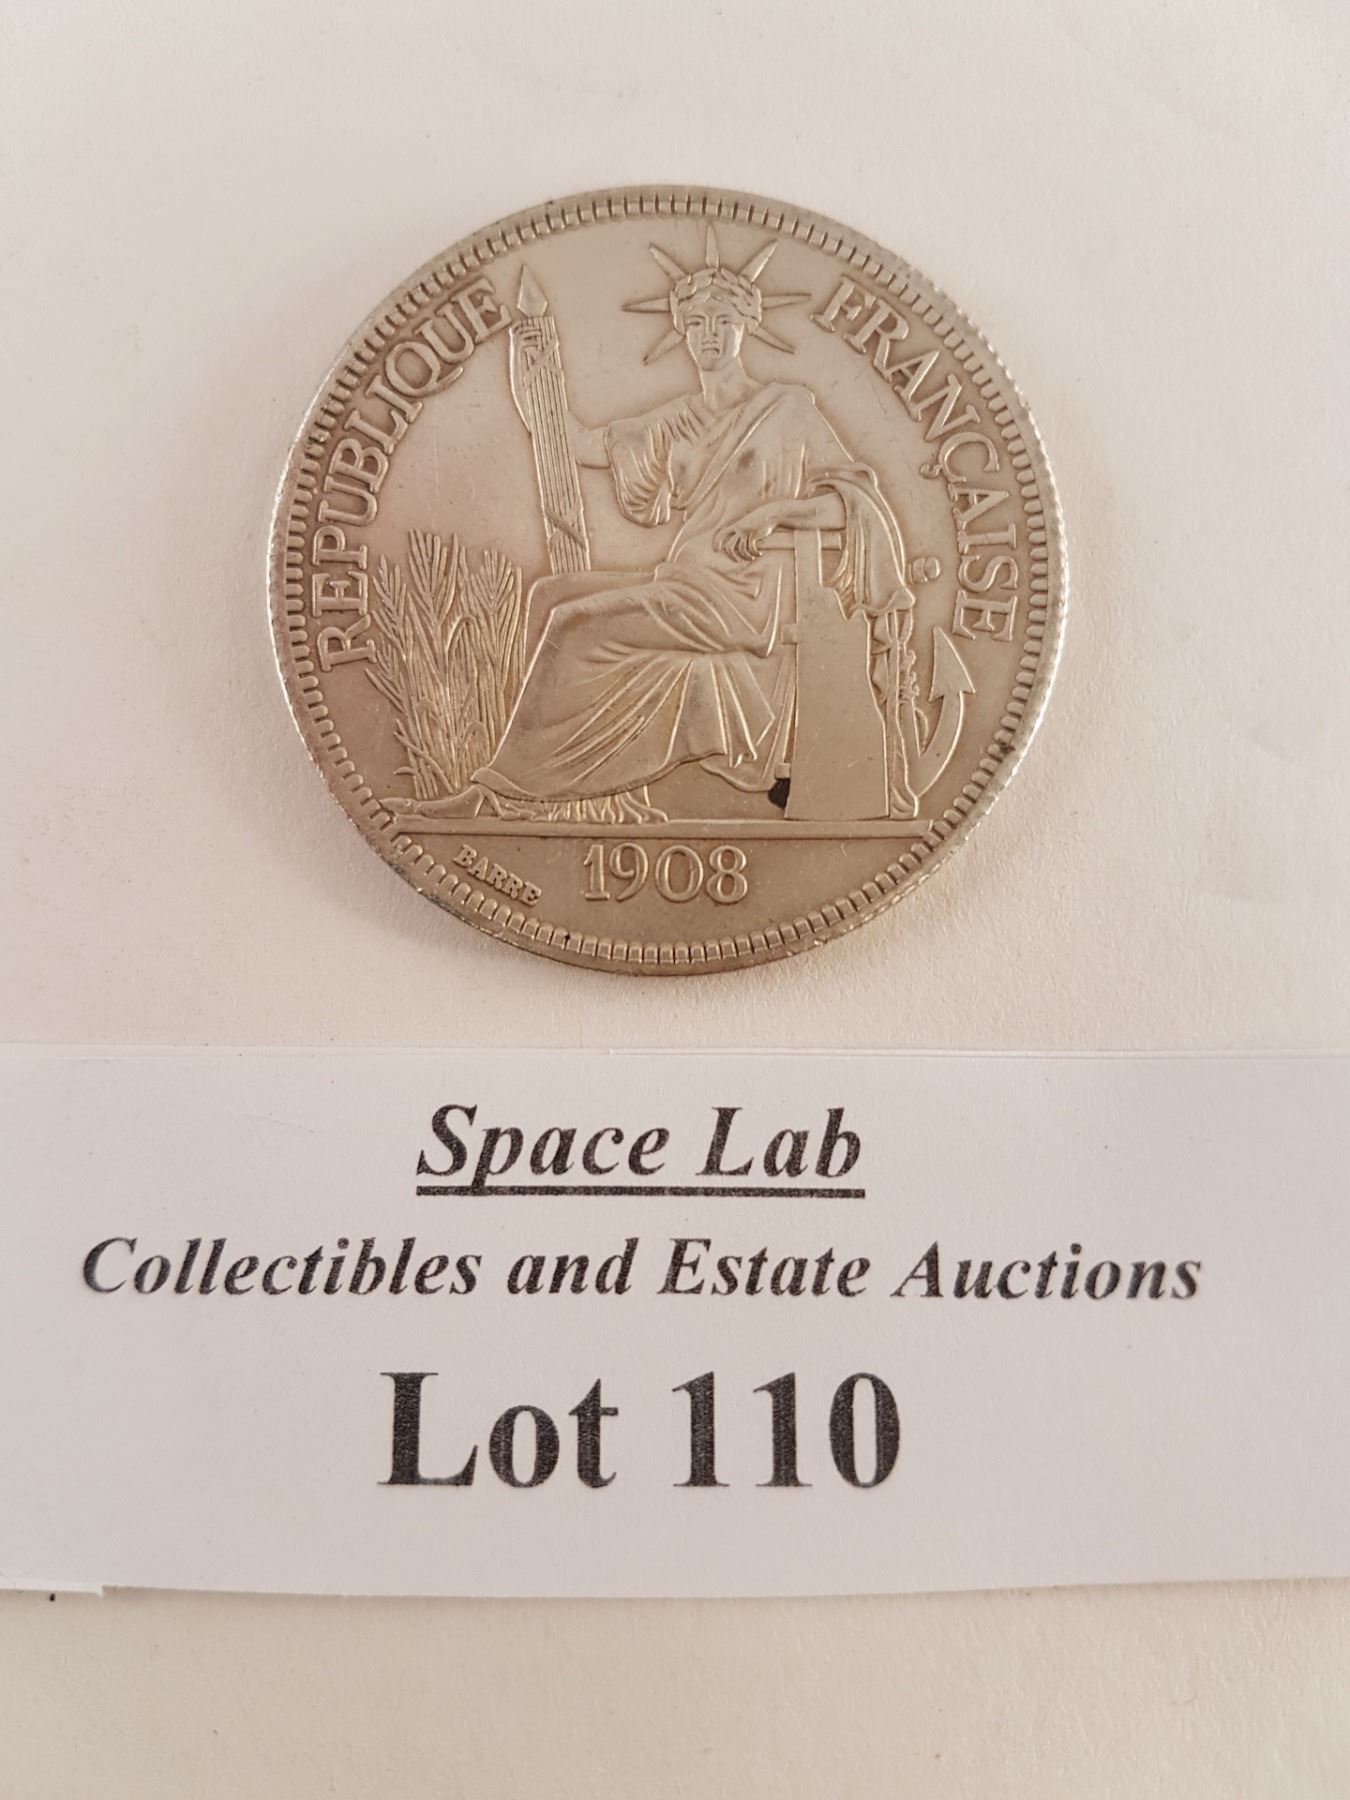 REPUBLIQUE FRANÇAISE
BARRE
1908
Space Lab
Collectibles and Estate Auctions
Lot 110